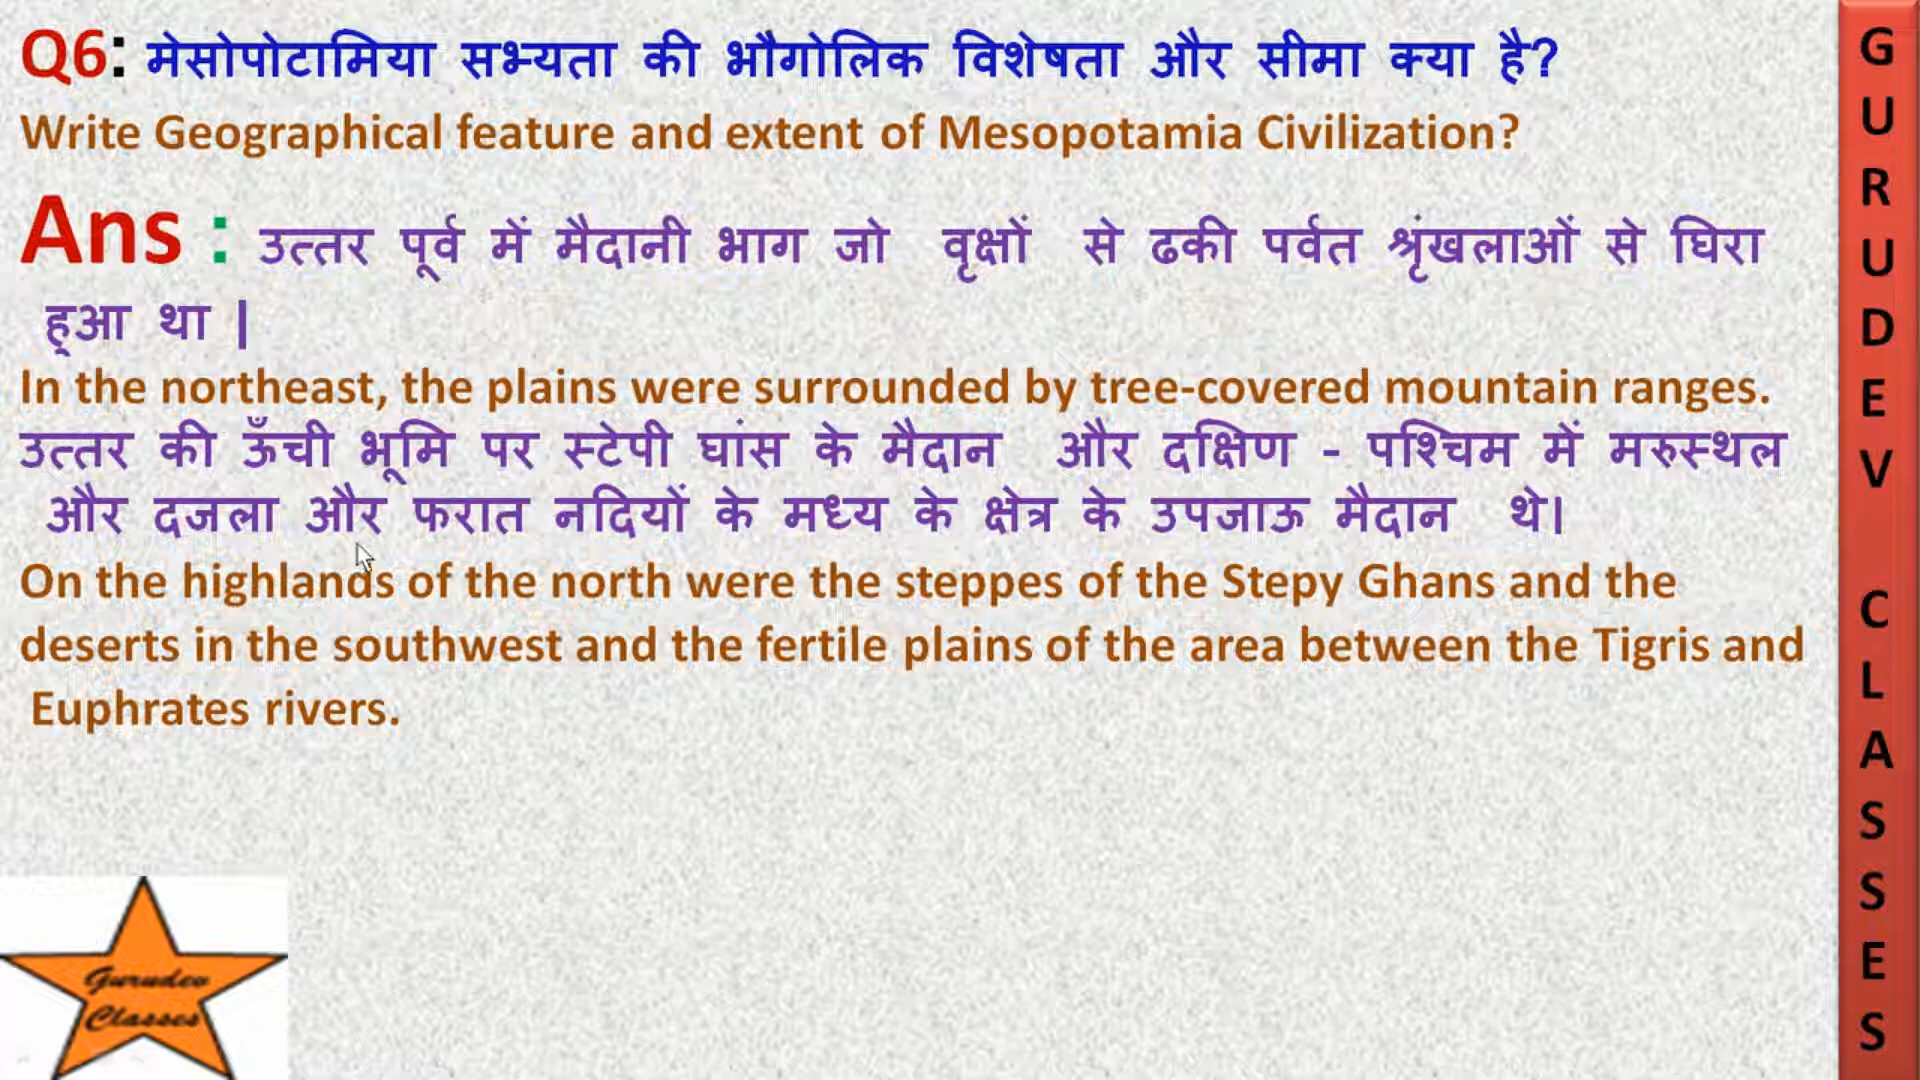 Q6: मेसोपोटामिया सभ्यता की भौगोलिक विशेषता और सीमा क्या है?
Write Geographical feature and extent of Mesopotamia Civilization?
Ans : उत्तर पूर्व में मैदानी भाग जो वृक्षों से ढकी पर्वत श्रृंखलाओं से घिरा
हुआ था |
In the northeast, the plains were surrounded by tree-covered mountain ranges.
उत्तर की ऊँची भूमि पर स्टेपी घांस के मैदान और दक्षिण - पश्चिम में मरुस्थल
और दजला और फरात नदियों के मध्य के क्षेत्र के उपजाऊ मैदान थे।
On the highlands of the north were the steppes of the Stepy Ghans and the
deserts in the southwest and the fertile plains of the area between the Tigris and
Euphrates rivers.
Gurudev
Classes
GURUDEV CLASSES